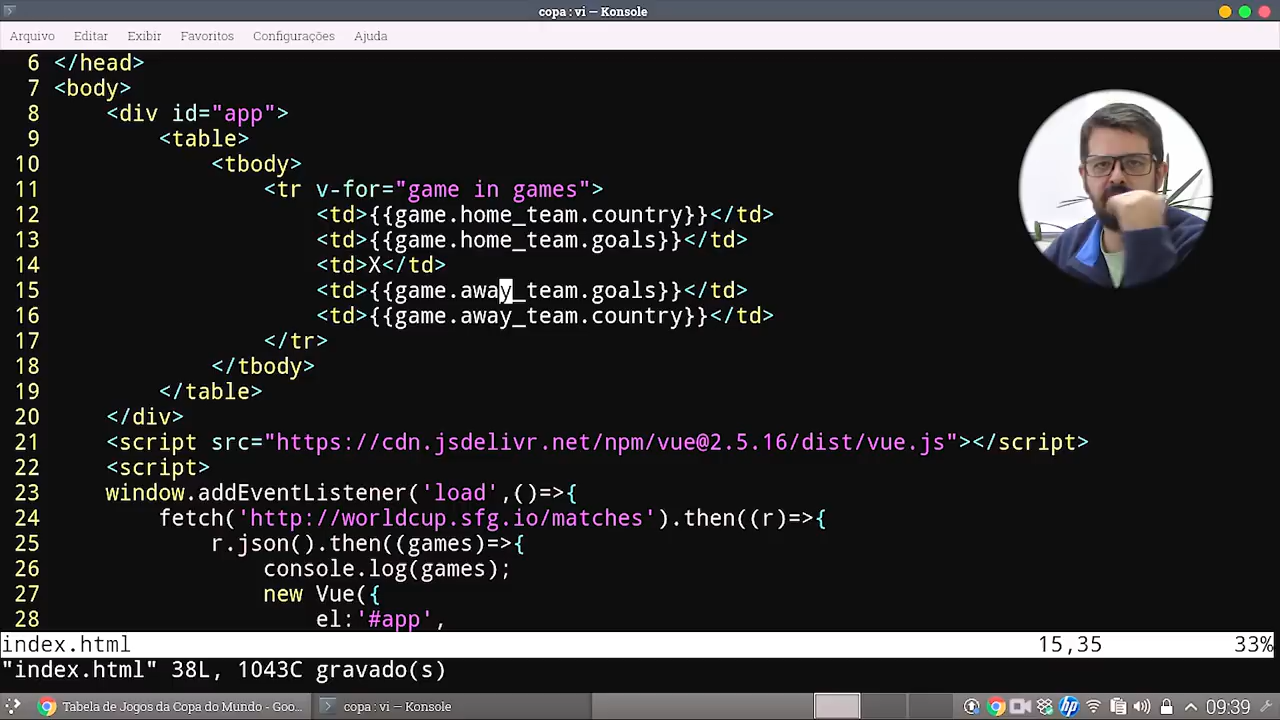 copa : vi — Konsole
Arquivo Editar Exibir Favoritos Configurações Ajuda
6 </head>
7 <body>
8 <div id="app">
9 <table>
10 <tbody>
11 <tr v-for="game in games">
12 <td>{{game.home_team.country}}</td>
13 <td>{{game.home_team.goals}}</td>
14 <td>X</td>
15 <td>{{game.away_team.goals}}</td>
16 <td>{{game.away_team.country}}</td>
17 </tr>
18 </tbody>
19 </table>
20 </div>
21 <script src="https://cdn.jsdelivr.net/npm/vue@2.5.16/dist/vue.js"></script>
22 <script>
23 window.addEventListener('load',()=>{
24 fetch('http://worldcup.sfg.io/matches').then((r)=>{
25 r.json().then((games)=>{
26 console.log(games);
27 new Vue({
28 el:'#app',
index.html 15,35 33%
"index.html" 38L, 1043C gravado(s)
Tabela de Jogos da Copa do Mundo - Goo... copa : vi — Konsole hp 09:39